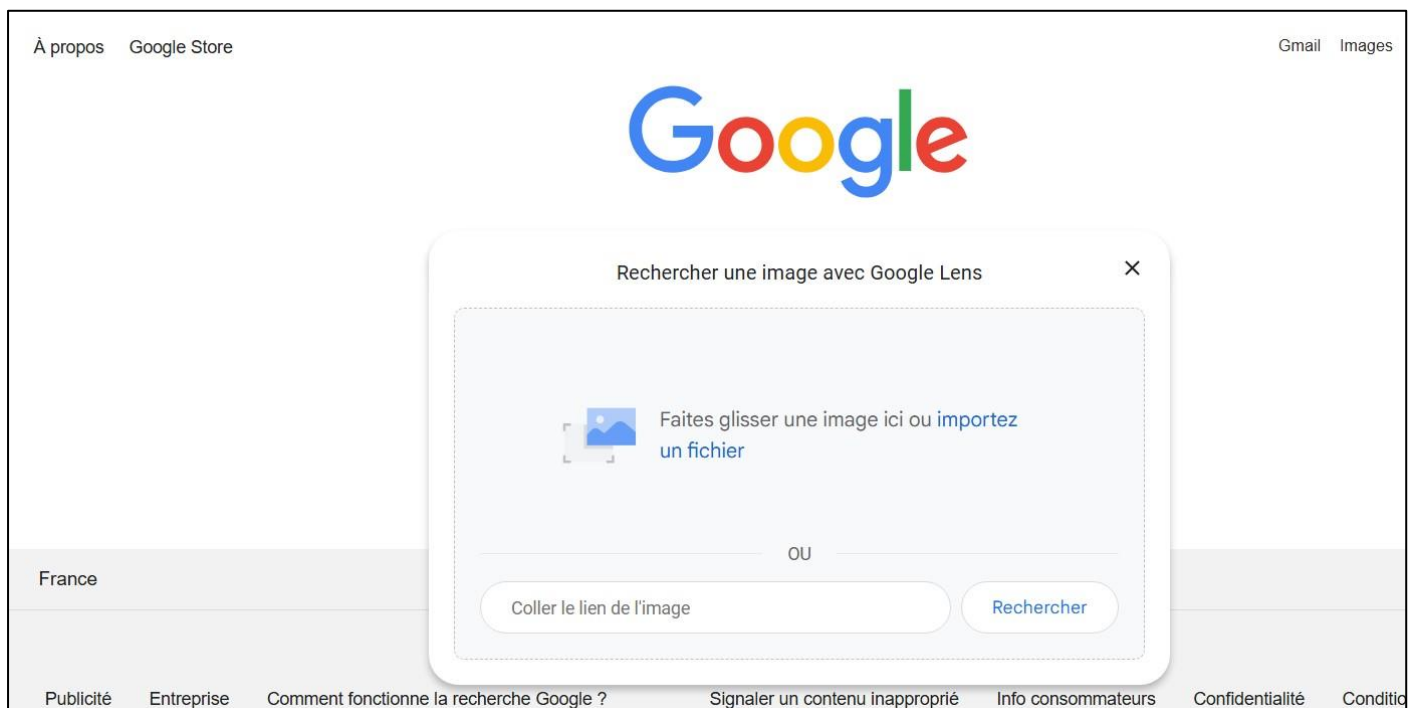 À propos Google Store Gmail Images
Google
Rechercher une image avec Google Lens
Faites glisser une image ici ou importez
un fichier
OU
France
Coller le lien de l'image Rechercher
Publicité Entreprise Comment fonctionne la recherche Google ? Signaler un contenu inapproprié Info consommateurs Confidentialité Conditio